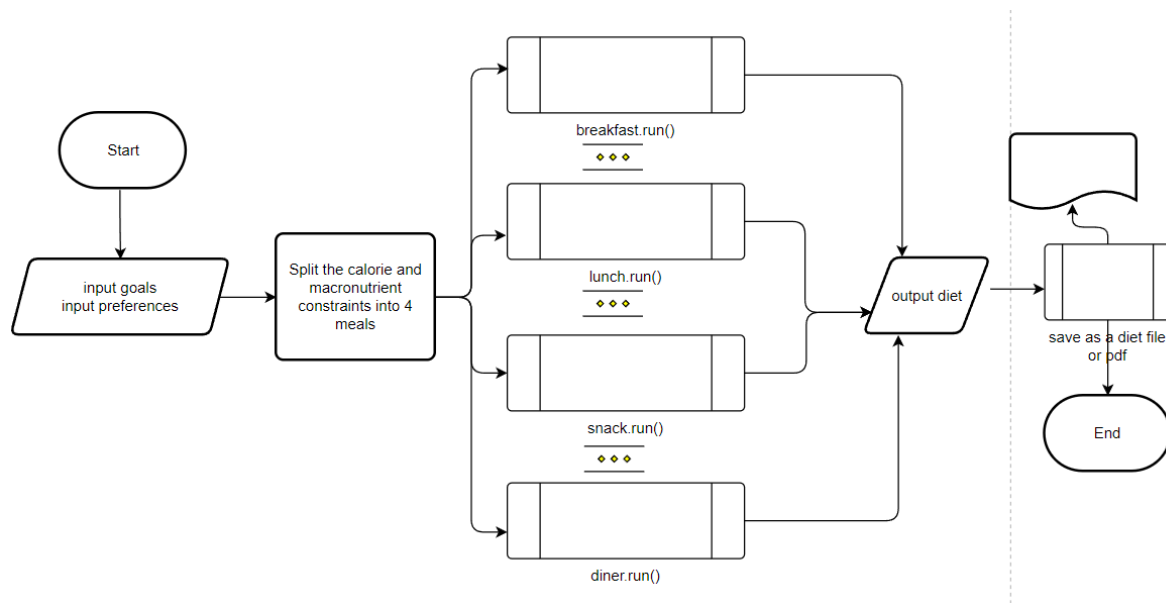 Start
input goals
input preferences
Split the calorie and
macronutrient
constraints into 4
meals
breakfast.run()
lunch.run()
snack.run()
diner.run()
output diet
save as a diet file
or pdf
End